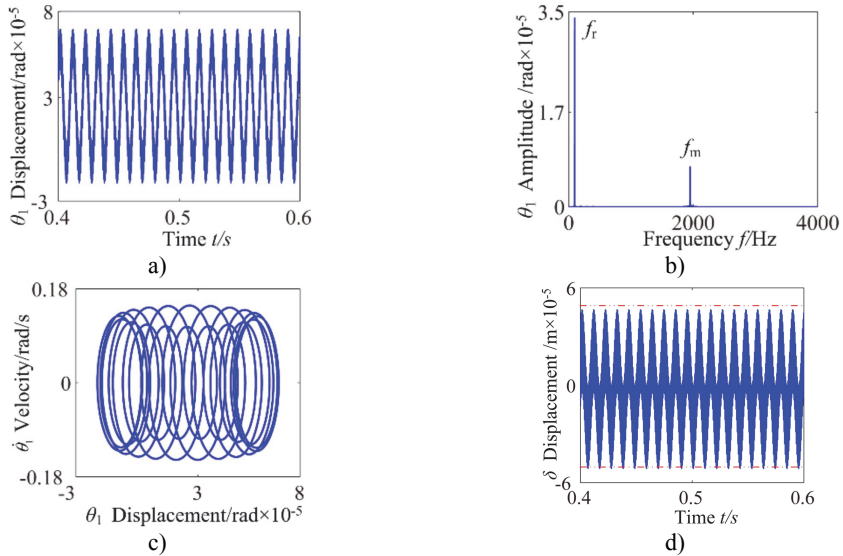 8
3
-3
0.4
0.5
0.6
θ₁ Displacement/rad×10⁻⁵
Time t/s
a)
3.5
1.7
0
0
2000
4000
f_r
f_m
θ₁ Amplitude /rad×10⁻⁵
Frequency f/Hz
b)
0.18
0
-0.18
-3
3
8
θ̇₁ Velocity/rad/s
θ₁ Displacement/rad×10⁻⁵
c)
6
0
-6
0.4
0.5
0.6
δ Displacement /m×10⁻⁵
Time t/s
d)